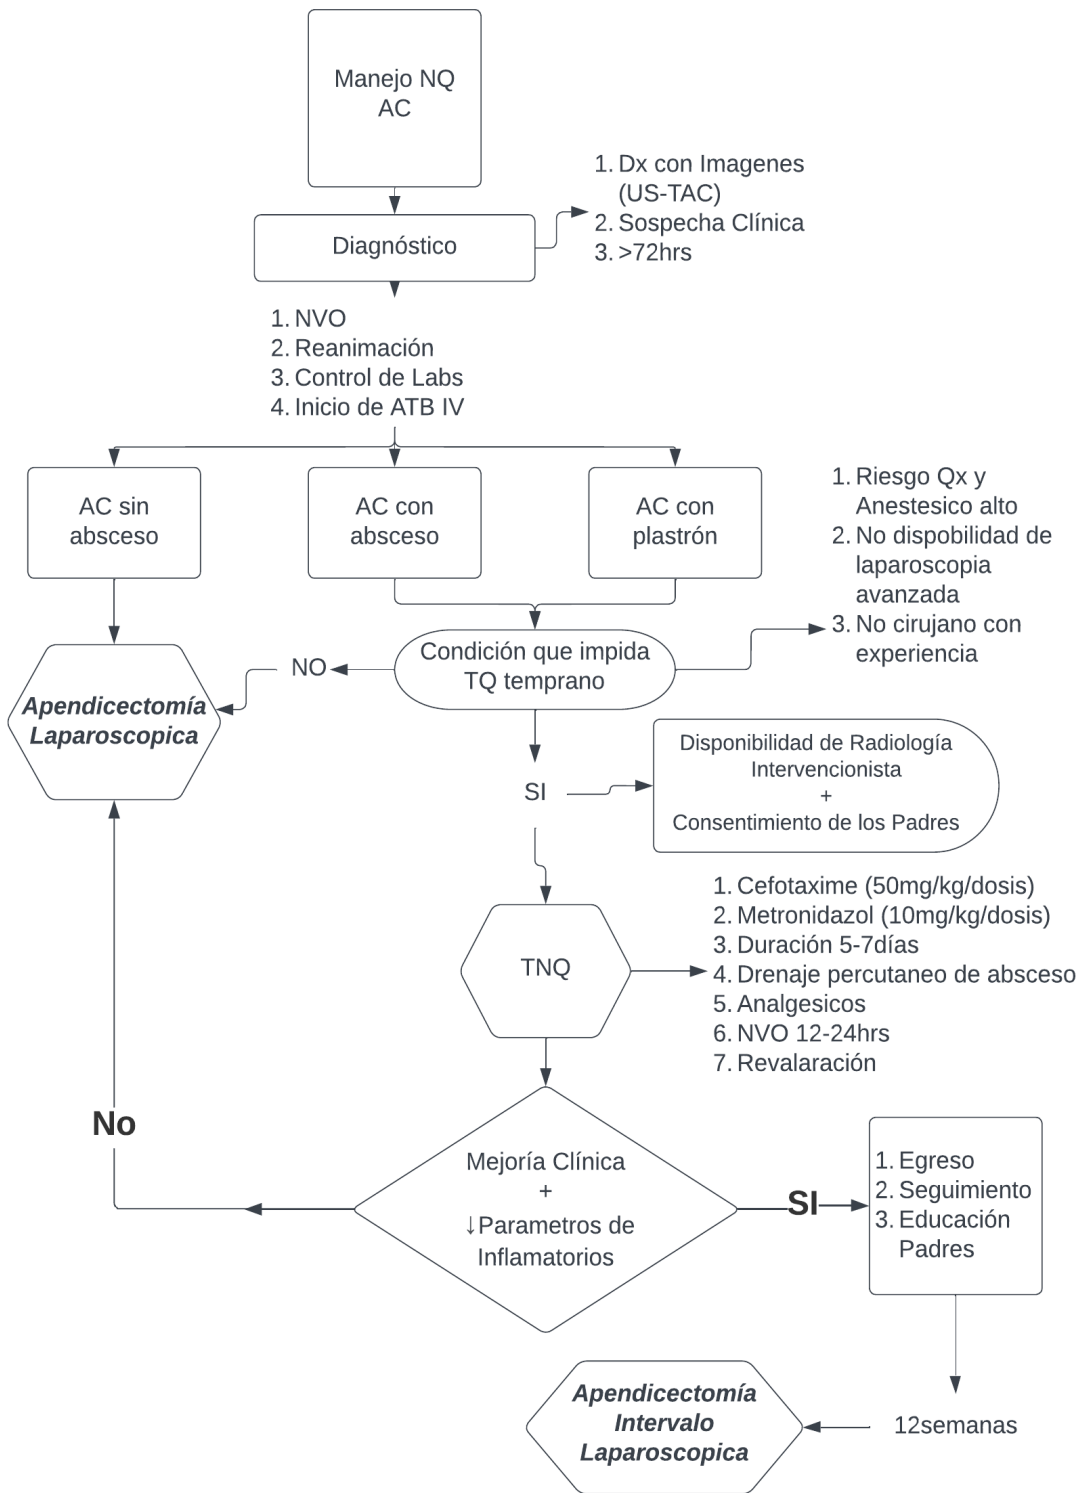 Manejo NQ
AC
1. Dx con Imagenes
(US-TAC)
2. Sospecha Clínica
3. >72hrs
Diagnóstico
1. NVO
2. Reanimación
3. Control de Labs
4. Inicio de ATB IV
AC sin
absceso
AC con
absceso
AC con
plastrón
1. Riesgo Qx y
Anestesico alto
2. No dispobilidad de
laparoscopia
avanzada
3. No cirujano con
experiencia
Condición que impida
TQ temprano
NO
Apendicectomía
Laparoscopica
SI
Disponibilidad de Radiología
Intervencionista
+
Consentimiento de los Padres
TNQ
1. Cefotaxime (50mg/kg/dosis)
2. Metronidazol (10mg/kg/dosis)
3. Duración 5-7días
4. Drenaje percutaneo de absceso
5. Analgesicos
6. NVO 12-24hrs
7. Revalaración
No
Mejoría Clínica
+
↓Parametros de
Inflamatorios
SI
1. Egreso
2. Seguimiento
3. Educación
Padres
12semanas
Apendicectomía
Intervalo
Laparoscopica